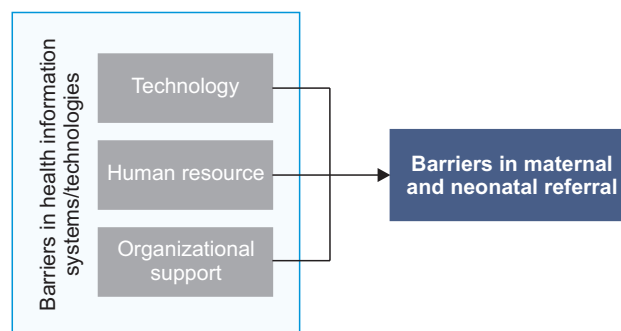 Barriers in health information
systems/technologies
Technology
Human resource
Organizational
support
Barriers in maternal
and neonatal referral